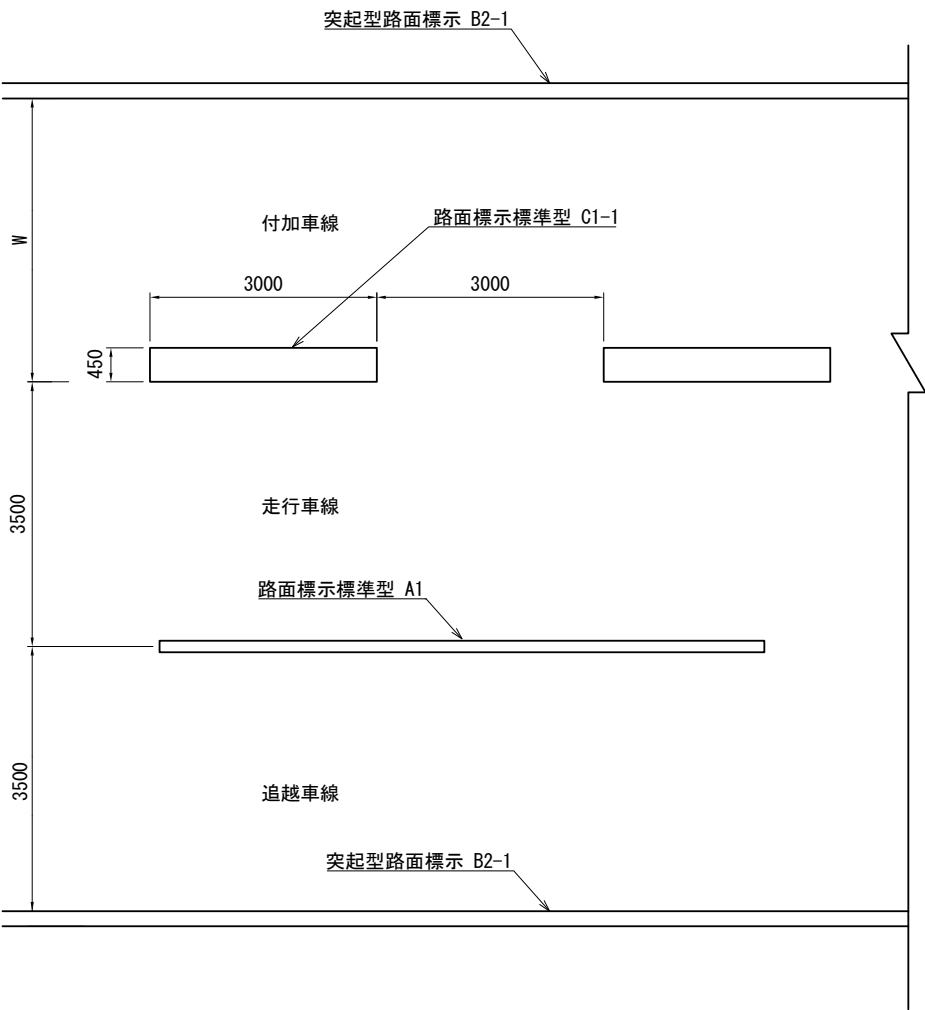 突起型路面標示 B2-1
W
付加車線
路面標示標準型 C1-1
3000
3000
450
3500
走行車線
路面標示標準型 A1
3500
追越車線
突起型路面標示 B2-1